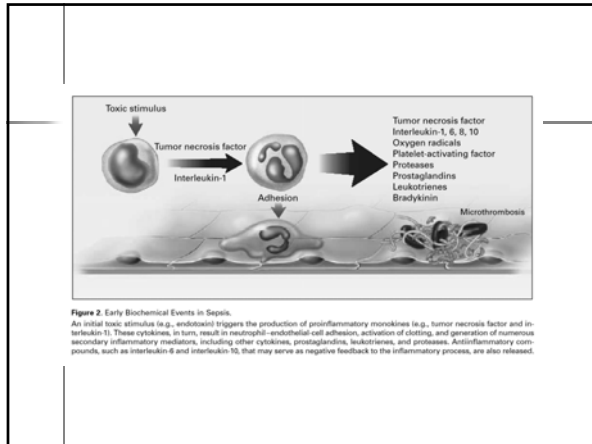 Toxic stimulus
Tumor necrosis factor
Interleukin-1
Adhesion
Tumor necrosis factor
Interleukin-1, 6, 8, 10
Oxygen radicals
Platelet-activating factor
Proteases
Prostaglandins
Leukotrienes
Bradykinin
Microthrombosis
Figure 2. Early Biochemical Events in Sepsis.
An initial toxic stimulus (e.g., endotoxin) triggers the production of proinflammatory monokines (e.g., tumor necrosis factor and in-
terleukin-1). These cytokines, in turn, result in neutrophil–endothelial-cell adhesion, activation of clotting, and generation of numerous
secondary inflammatory mediators, including other cytokines, prostaglandins, leukotrienes, and proteases. Antiinflammatory com-
pounds, such as interleukin-6 and interleukin-10, that may serve as negative feedback to the inflammatory process, are also released.